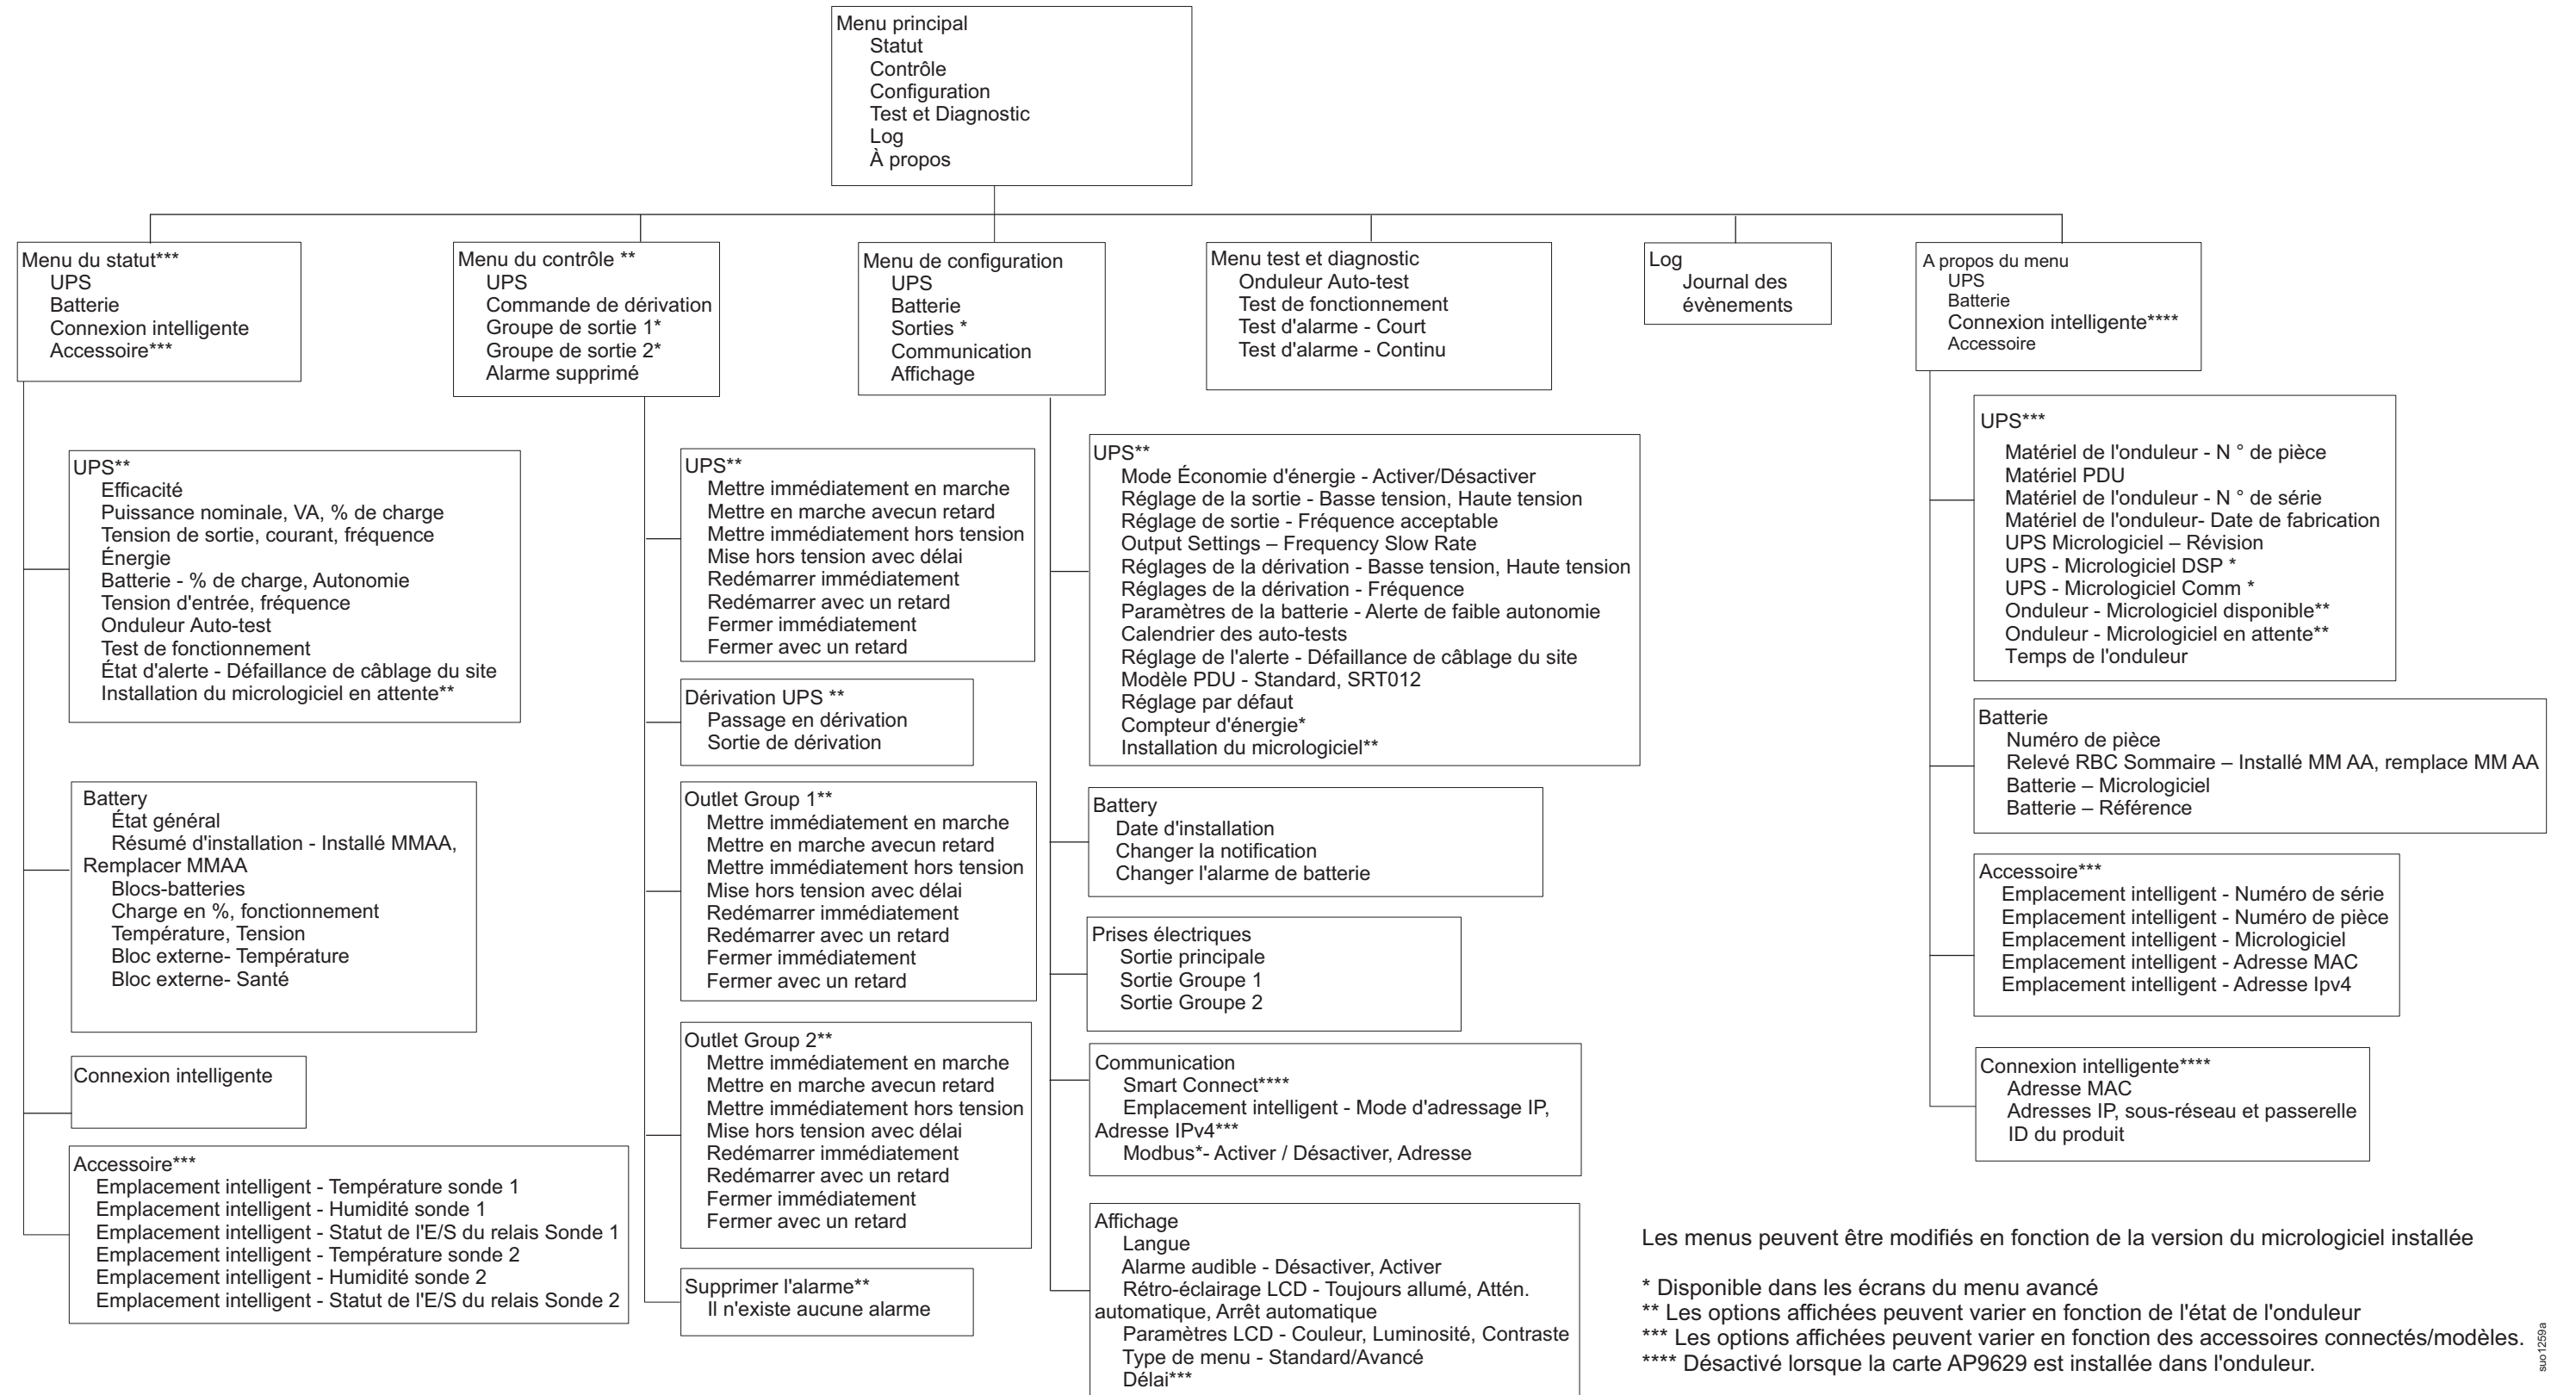 Menu principal
Statut
Contrôle
Configuration
Test et Diagnostic
Log
À propos
Menu du statut***
UPS
Batterie
Connexion intelligente
Accessoire***
UPS**
Efficacité
Puissance nominale, VA, % de charge
Tension de sortie, courant, fréquence
Énergie
Batterie - % de charge, Autonomie
Tension d'entrée, fréquence
Onduleur Auto-test
Test de fonctionnement
État d'alerte - Défaillance de câblage du site
Installation du micrologiciel en attente**
Battery
État général
Résumé d'installation - Installé MMAA,
Remplacer MMAA
Blocs-batteries
Charge en %, fonctionnement
Température, Tension
Bloc externe- Température
Bloc externe- Santé
Connexion intelligente
Accessoire***
Emplacement intelligent - Température sonde 1
Emplacement intelligent - Humidité sonde 1
Emplacement intelligent - Statut de l'E/S du relais Sonde 1
Emplacement intelligent - Température sonde 2
Emplacement intelligent - Humidité sonde 2
Emplacement intelligent - Statut de l'E/S du relais Sonde 2
Menu du contrôle **
UPS
Commande de dérivation
Groupe de sortie 1*
Groupe de sortie 2*
Alarme supprimé
UPS**
Mettre immédiatement en marche
Mettre en marche avecun retard
Mettre immédiatement hors tension
Mise hors tension avec délai
Redémarrer immédiatement
Redémarrer avec un retard
Fermer immédiatement
Fermer avec un retard
Dérivation UPS **
Passage en dérivation
Sortie de dérivation
Outlet Group 1**
Mettre immédiatement en marche
Mettre en marche avecun retard
Mettre immédiatement hors tension
Mise hors tension avec délai
Redémarrer immédiatement
Redémarrer avec un retard
Fermer immédiatement
Fermer avec un retard
Outlet Group 2**
Mettre immédiatement en marche
Mettre en marche avecun retard
Mettre immédiatement hors tension
Mise hors tension avec délai
Redémarrer immédiatement
Redémarrer avec un retard
Fermer immédiatement
Fermer avec un retard
Supprimer l'alarme**
Il n'existe aucune alarme
Menu de configuration
UPS
Batterie
Sorties *
Communication
Affichage
UPS**
Mode Économie d'énergie - Activer/Désactiver
Réglage de la sortie - Basse tension, Haute tension
Réglage de sortie - Fréquence acceptable
Output Settings – Frequency Slow Rate
Réglages de la dérivation - Basse tension, Haute tension
Réglages de la dérivation - Fréquence
Paramètres de la batterie - Alerte de faible autonomie
Calendrier des auto-tests
Réglage de l'alerte - Défaillance de câblage du site
Modèle PDU - Standard, SRT012
Réglage par défaut
Compteur d'énergie*
Installation du micrologiciel**
Battery
Date d'installation
Changer la notification
Changer l'alarme de batterie
Prises électriques
Sortie principale
Sortie Groupe 1
Sortie Groupe 2
Communication
Smart Connect****
Emplacement intelligent - Mode d'adressage IP,
Adresse IPv4***
Modbus*- Activer / Désactiver, Adresse
Affichage
Langue
Alarme audible - Désactiver, Activer
Rétro-éclairage LCD - Toujours allumé, Attén.
automatique, Arrêt automatique
Paramètres LCD - Couleur, Luminosité, Contraste
Type de menu - Standard/Avancé
Délai***
Menu test et diagnostic
Onduleur Auto-test
Test de fonctionnement
Test d'alarme - Court
Test d'alarme - Continu
Log
Journal des
évènements
A propos du menu
UPS
Batterie
Connexion intelligente****
Accessoire
UPS***
Matériel de l'onduleur - N ° de pièce
Matériel PDU
Matériel de l'onduleur - N ° de série
Matériel de l'onduleur- Date de fabrication
UPS Micrologiciel – Révision
UPS - Micrologiciel DSP *
UPS - Micrologiciel Comm *
Onduleur - Micrologiciel disponible**
Onduleur - Micrologiciel en attente**
Temps de l'onduleur
Batterie
Numéro de pièce
Relevé RBC Sommaire – Installé MM AA, remplace MM AA
Batterie – Micrologiciel
Batterie – Référence
Accessoire***
Emplacement intelligent - Numéro de série
Emplacement intelligent - Numéro de pièce
Emplacement intelligent - Micrologiciel
Emplacement intelligent - Adresse MAC
Emplacement intelligent - Adresse Ipv4
Connexion intelligente****
Adresse MAC
Adresses IP, sous-réseau et passerelle
ID du produit
Les menus peuvent être modifiés en fonction de la version du micrologiciel installée
* Disponible dans les écrans du menu avancé
** Les options affichées peuvent varier en fonction de l'état de l'onduleur
*** Les options affichées peuvent varier en fonction des accessoires connectés/modèles.
**** Désactivé lorsque la carte AP9629 est installée dans l'onduleur.
suo1259a